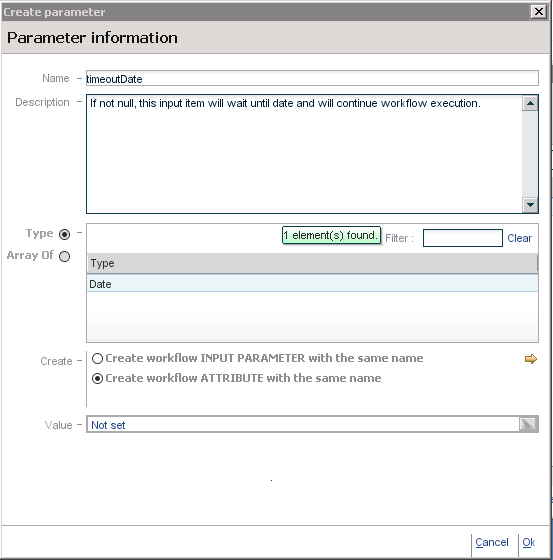 Create parameter
Parameter information
Name
timeoutDate
Description
If not null, this input item will wait until date and will continue workflow execution.
Type
1 element(s) found.
Filter :
Clear
Array Of
Type
Date
Create
Create workflow INPUT PARAMETER with the same name
Create workflow ATTRIBUTE with the same name
Value
Not set
Cancel
Ok